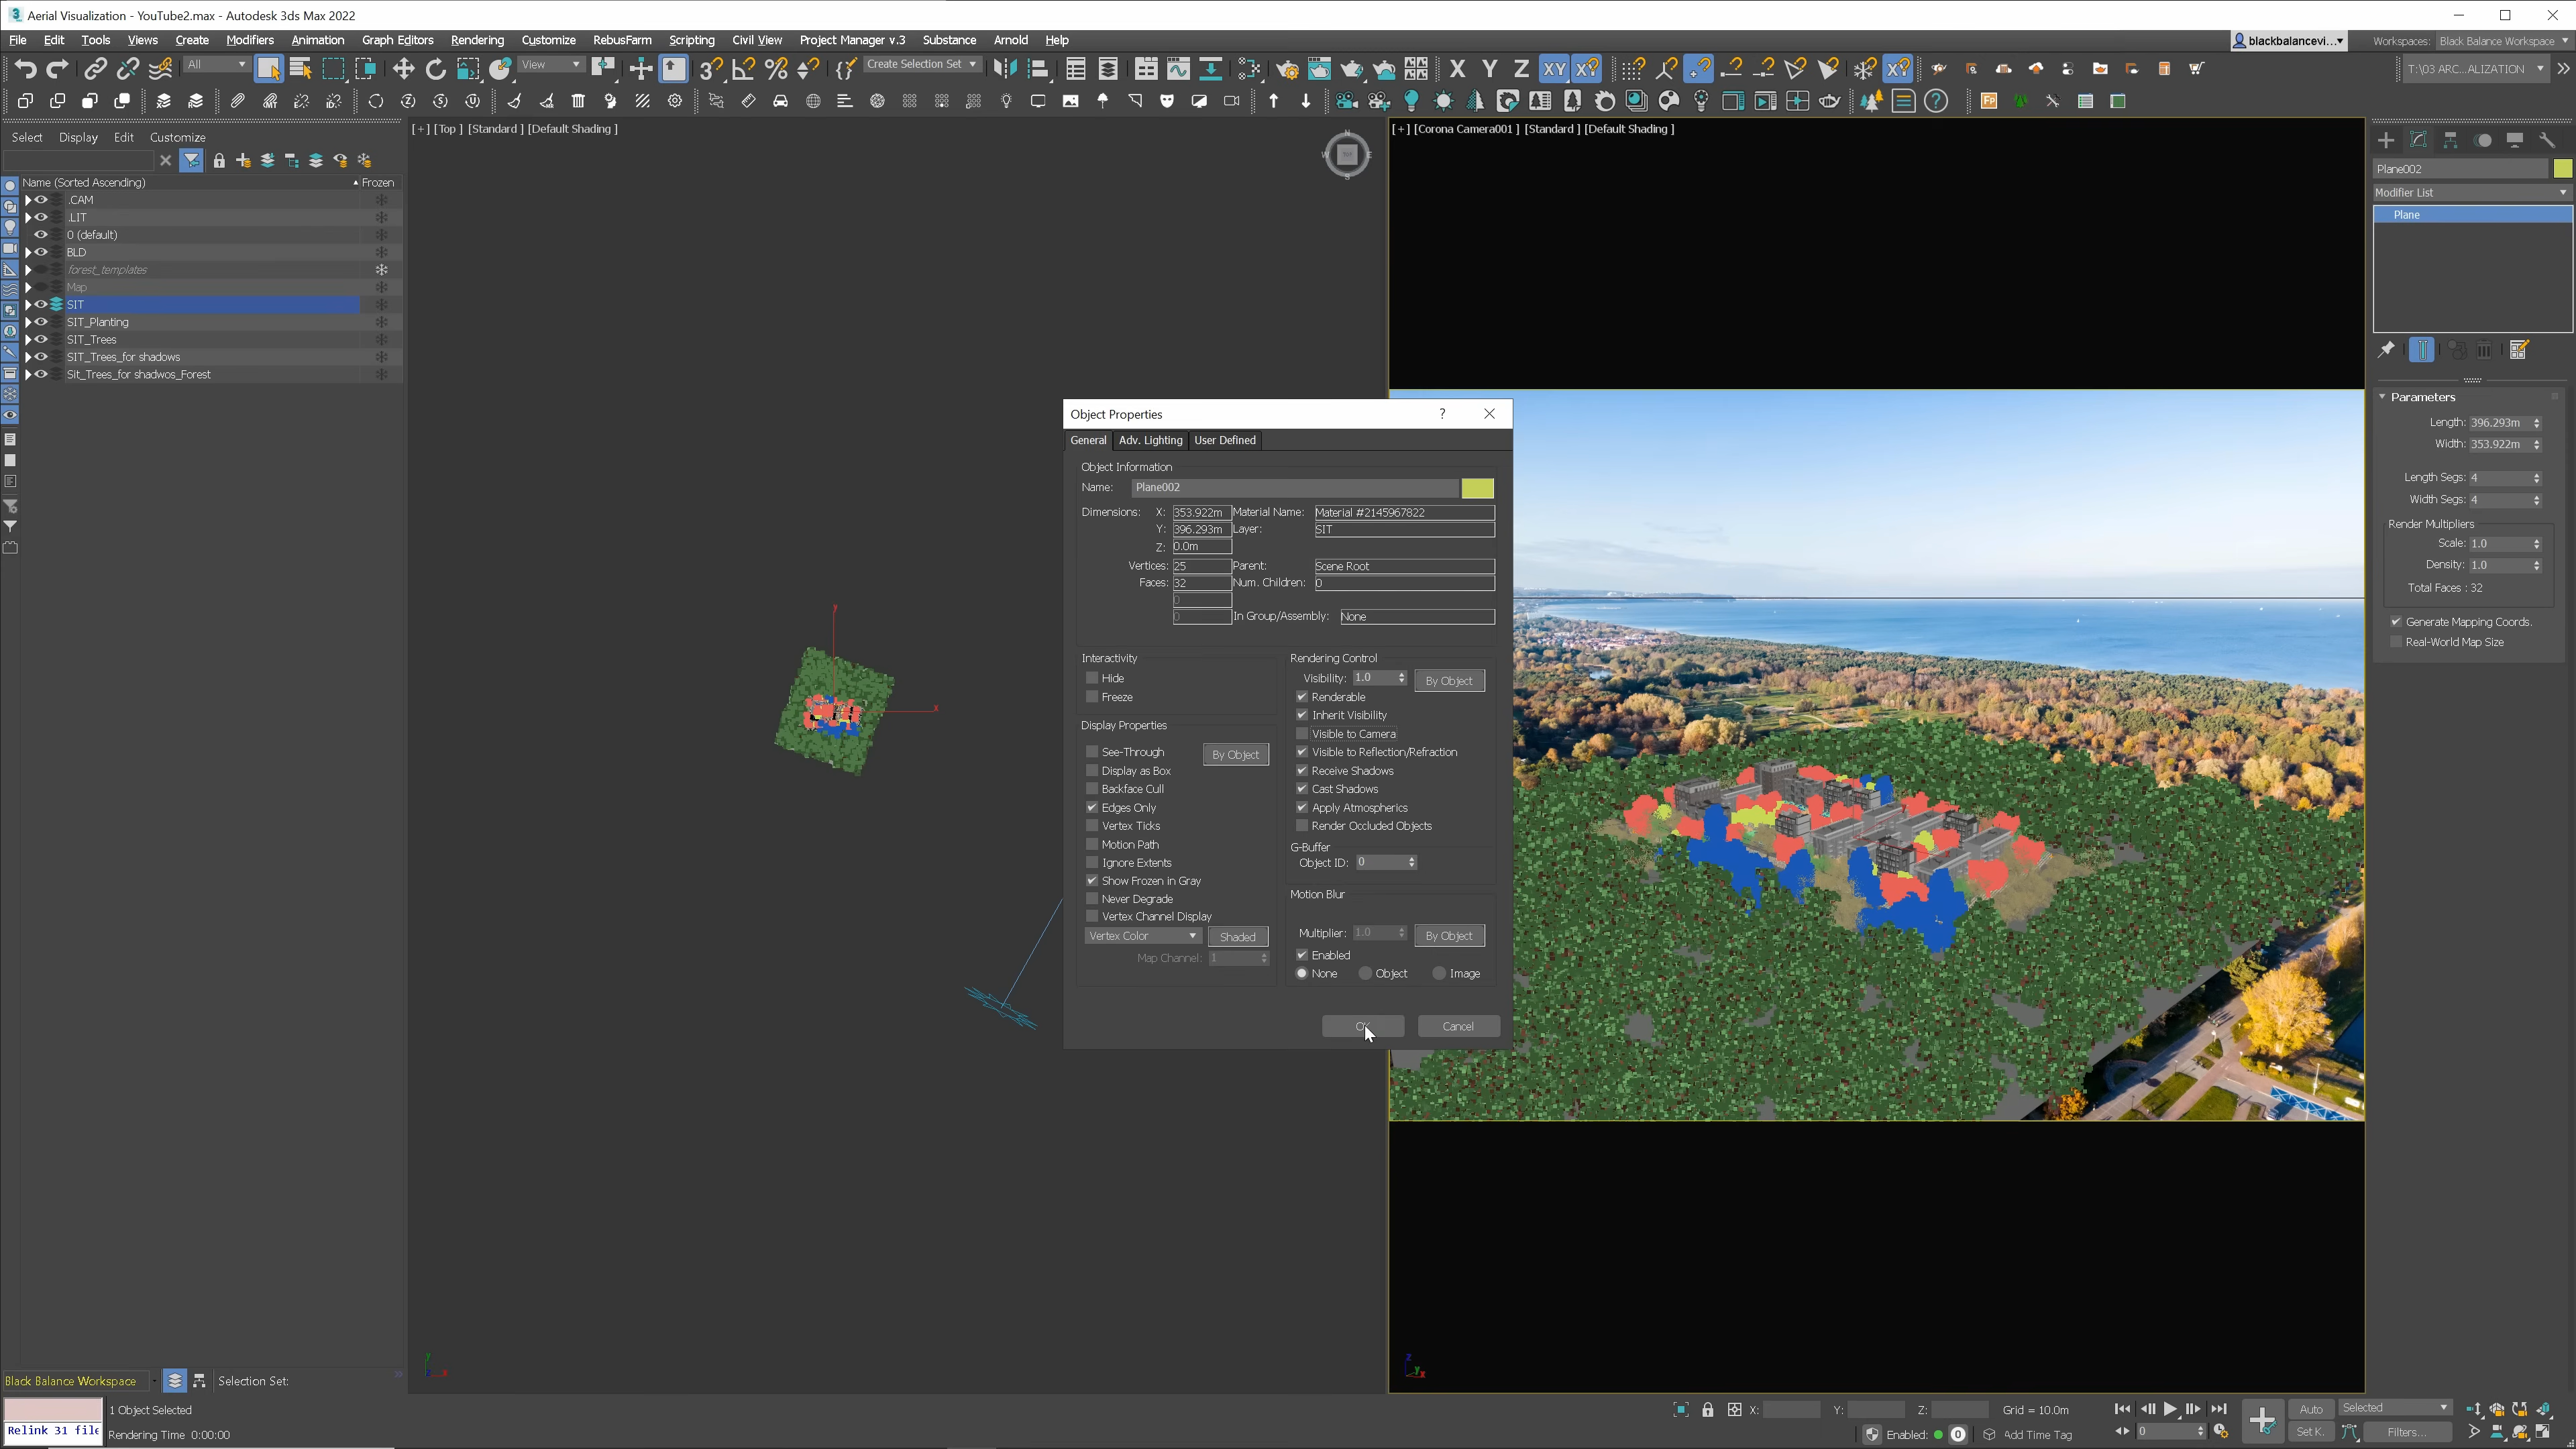 Aerial Visualization - YouTube2.max - Autodesk 3ds Max 2022
File Edit Tools Views Create Modifiers Animation Graph Editors Rendering Customize RebusFarm Scripting Civil View Project Manager v.3 Substance Arnold Help
blackbalancevi... Workspaces: Black Balance Workspace
All View Create Selection Set X Y Z XY T:\03 ARC...ALIZATION
Select Display Edit Customize
[+] [Top ] [Standard ] [Default Shading ]
[+] [Corona Camera001 ] [Standard ] [Default Shading ]
Name (Sorted Ascending) Frozen
.CAM
.LIT
0 (default)
BLD
forest_templates
Map
SIT
SIT_Planting
SIT_Trees
SIT_Trees_for shadows
Sit_Trees_for shadwos_Forest
Object Properties
General Adv. Lighting User Defined
Object Information
Name: Plane002
Dimensions: X: 353.922m Material Name: Material #2145967822
Y: 396.293m Layer: SIT
Z: 0.0m
Vertices: 25 Parent: Scene Root
Faces: 32 Num. Children: 0
0
0 In Group/Assembly: None
Interactivity
Hide
Freeze
Display Properties
See-Through By Object
Display as Box
Backface Cull
Edges Only
Vertex Ticks
Motion Path
Ignore Extents
Show Frozen in Gray
Never Degrade
Vertex Channel Display
Vertex Color Shaded
Map Channel: 1
Rendering Control
Visibility: 1.0 By Object
Renderable
Inherit Visibility
Visible to Camera
Visible to Reflection/Refraction
Receive Shadows
Cast Shadows
Apply Atmospherics
Render Occluded Objects
G-Buffer
Object ID: 0
Motion Blur
Multiplier: 1.0 By Object
Enabled
None Object Image
OK Cancel
Plane002
Modifier List
Plane
Parameters
Length: 396.293m
Width: 353.922m
Length Segs: 4
Width Segs: 4
Render Multipliers
Scale: 1.0
Density: 1.0
Total Faces : 32
Generate Mapping Coords.
Real-World Map Size
Black Balance Workspace Selection Set:
1 Object Selected
Relink 31 file
Rendering Time 0:00:00
X: Y: Z: Grid = 10.0m
Enabled: 0 Add Time Tag
0
Auto Selected
Set K. Filters...